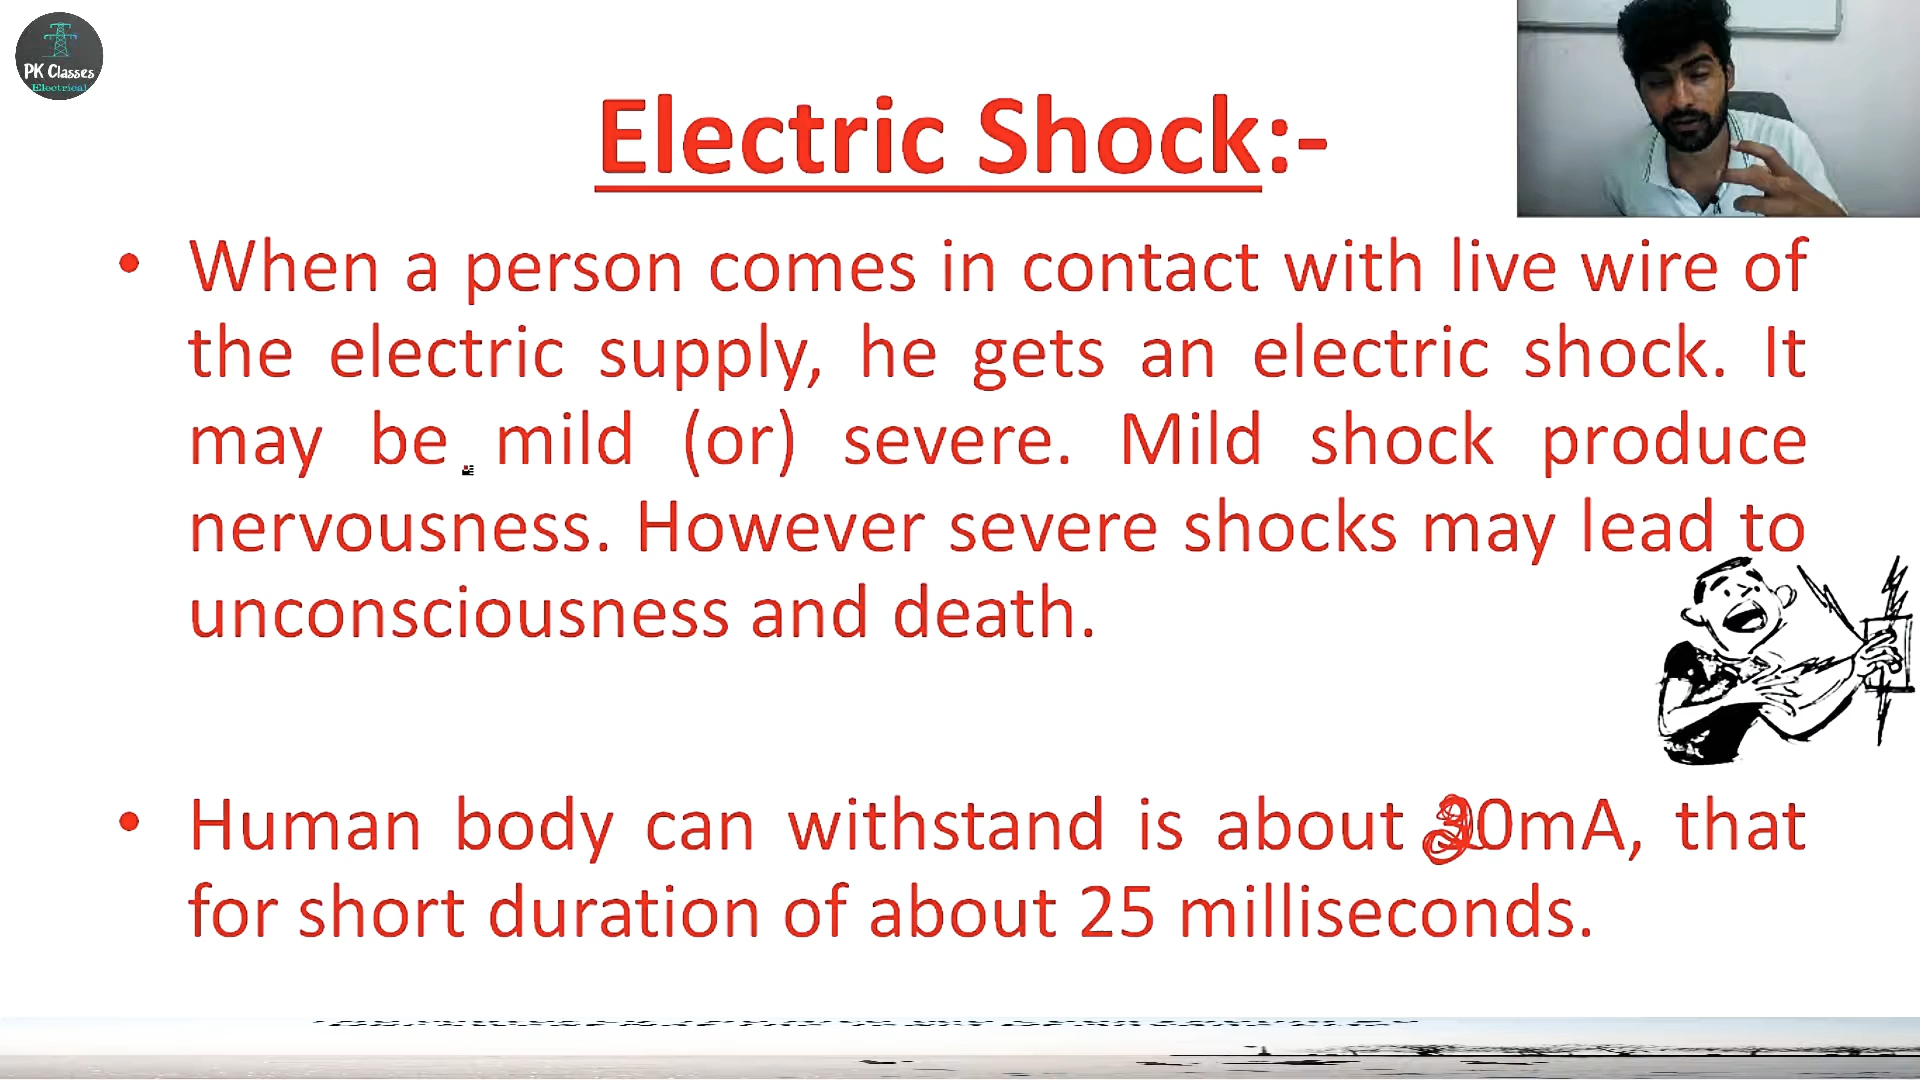 PK Classes
Electrical
Electric Shock:-
• When a person comes in contact with live wire of
the electric supply, he gets an electric shock. It
may be mild (or) severe. Mild shock produce
nervousness. However severe shocks may lead to
unconsciousness and death.
• Human body can withstand is about 30mA, that
for short duration of about 25 milliseconds.